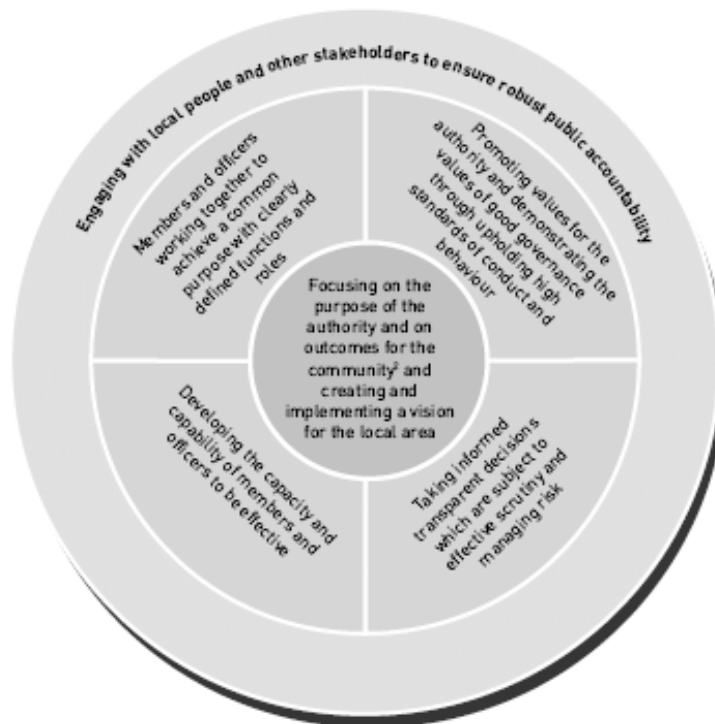 Engaging with local people and other stakeholders to ensure robust public accountability
Members and officers
working together to
achieve a common
purpose with clearly
defined functions and
roles
Promoting values for the
authority and demonstrating the
values of good governance
through upholding high
standards of conduct and
behaviour
Focusing on the
purpose of the
authority and on
outcomes for the
community² and
creating and
implementing a vision
for the local area
Developing the capacity and
capability of members and
officers to be effective
Taking informed
transparent decisions
which are subject to
effective scrutiny and
managing risk